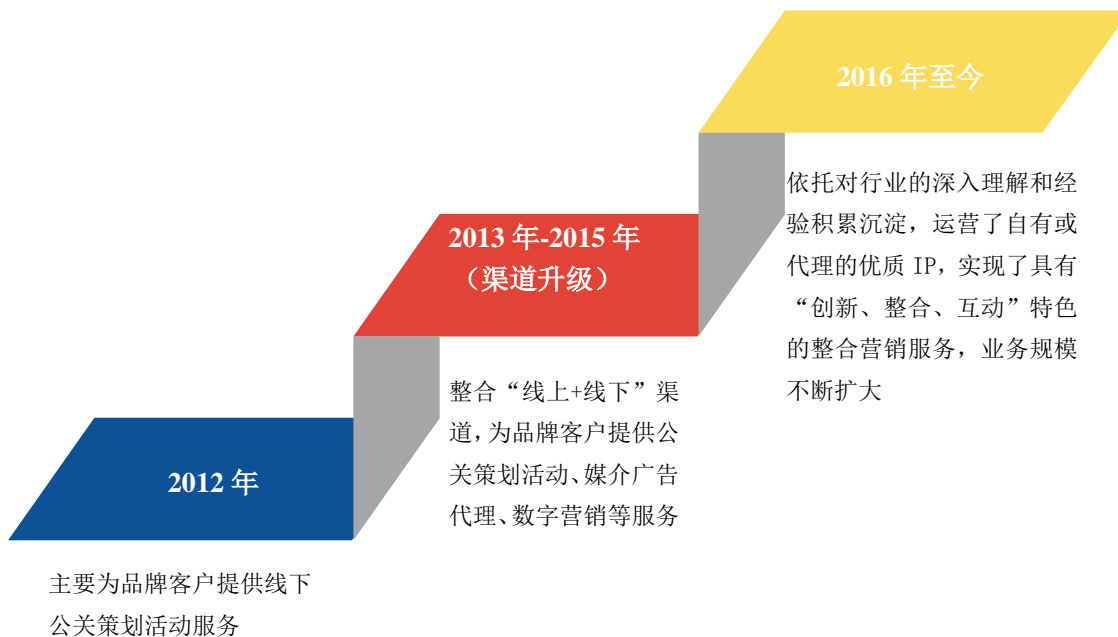 2016 年至今
依托对行业的深入理解和经
验积累沉淀，运营了自有或
代理的优质 IP，实现了具有
“创新、整合、互动”特色
的整合营销服务，业务规模
不断扩大
2013 年-2015 年
（渠道升级）
整合“线上+线下”渠
道，为品牌客户提供公
关策划活动、媒介广告
代理、数字营销等服务
2012 年
主要为品牌客户提供线下
公关策划活动服务